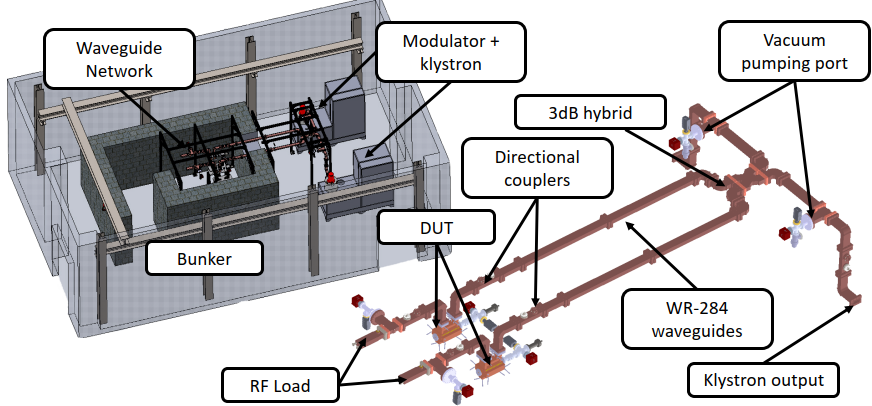 Waveguide
Network
Modulator +
klystron
Vacuum
pumping port
3dB hybrid
Directional
couplers
DUT
Bunker
WR-284
waveguides
RF Load
Klystron output